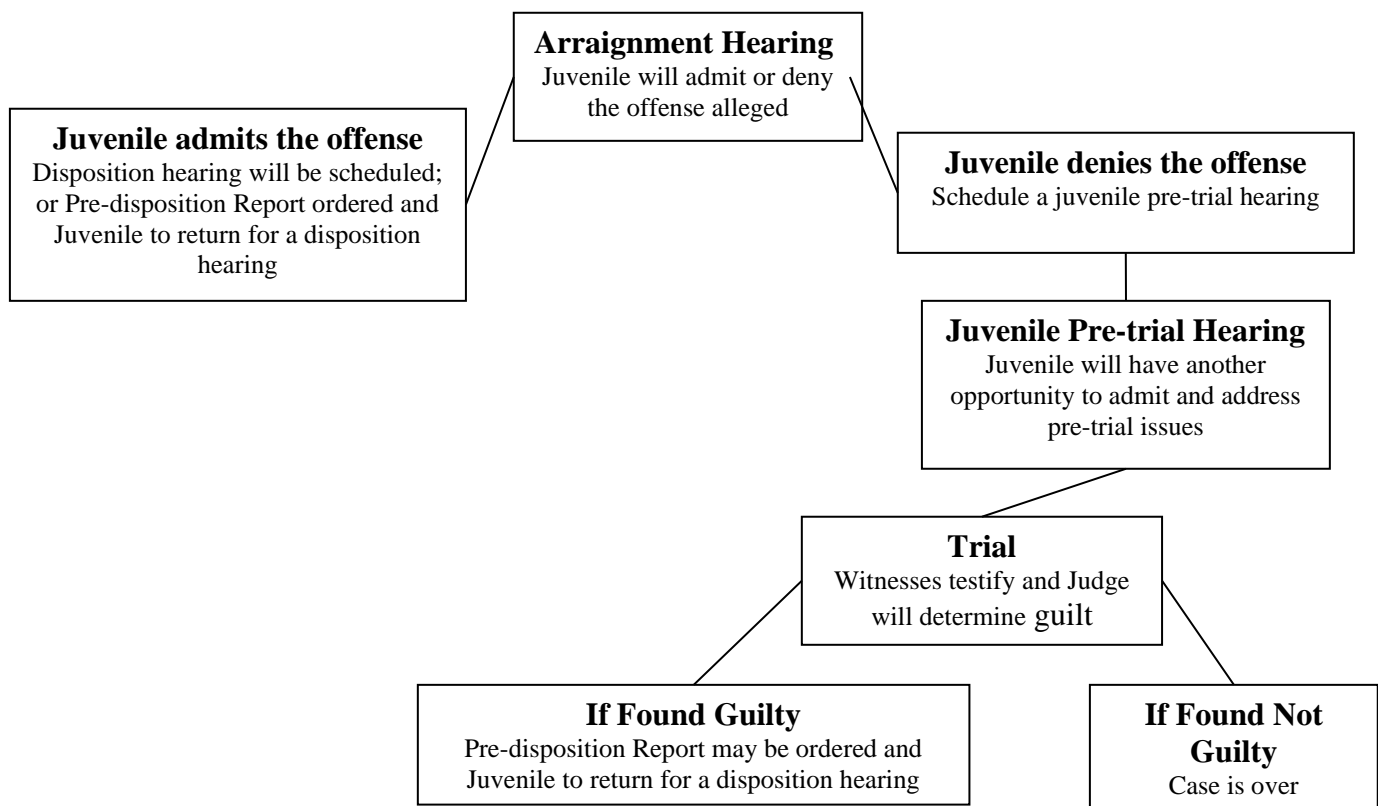 Arraignment Hearing
Juvenile will admit or deny
the offense alleged
Juvenile admits the offense
Disposition hearing will be scheduled;
or Pre-disposition Report ordered and
Juvenile to return for a disposition
hearing
Juvenile denies the offense
Schedule a juvenile pre-trial hearing
Juvenile Pre-trial Hearing
Juvenile will have another
opportunity to admit and address
pre-trial issues
Trial
Witnesses testify and Judge
will determine guilt
If Found Guilty
Pre-disposition Report may be ordered and
Juvenile to return for a disposition hearing
If Found Not
Guilty
Case is over